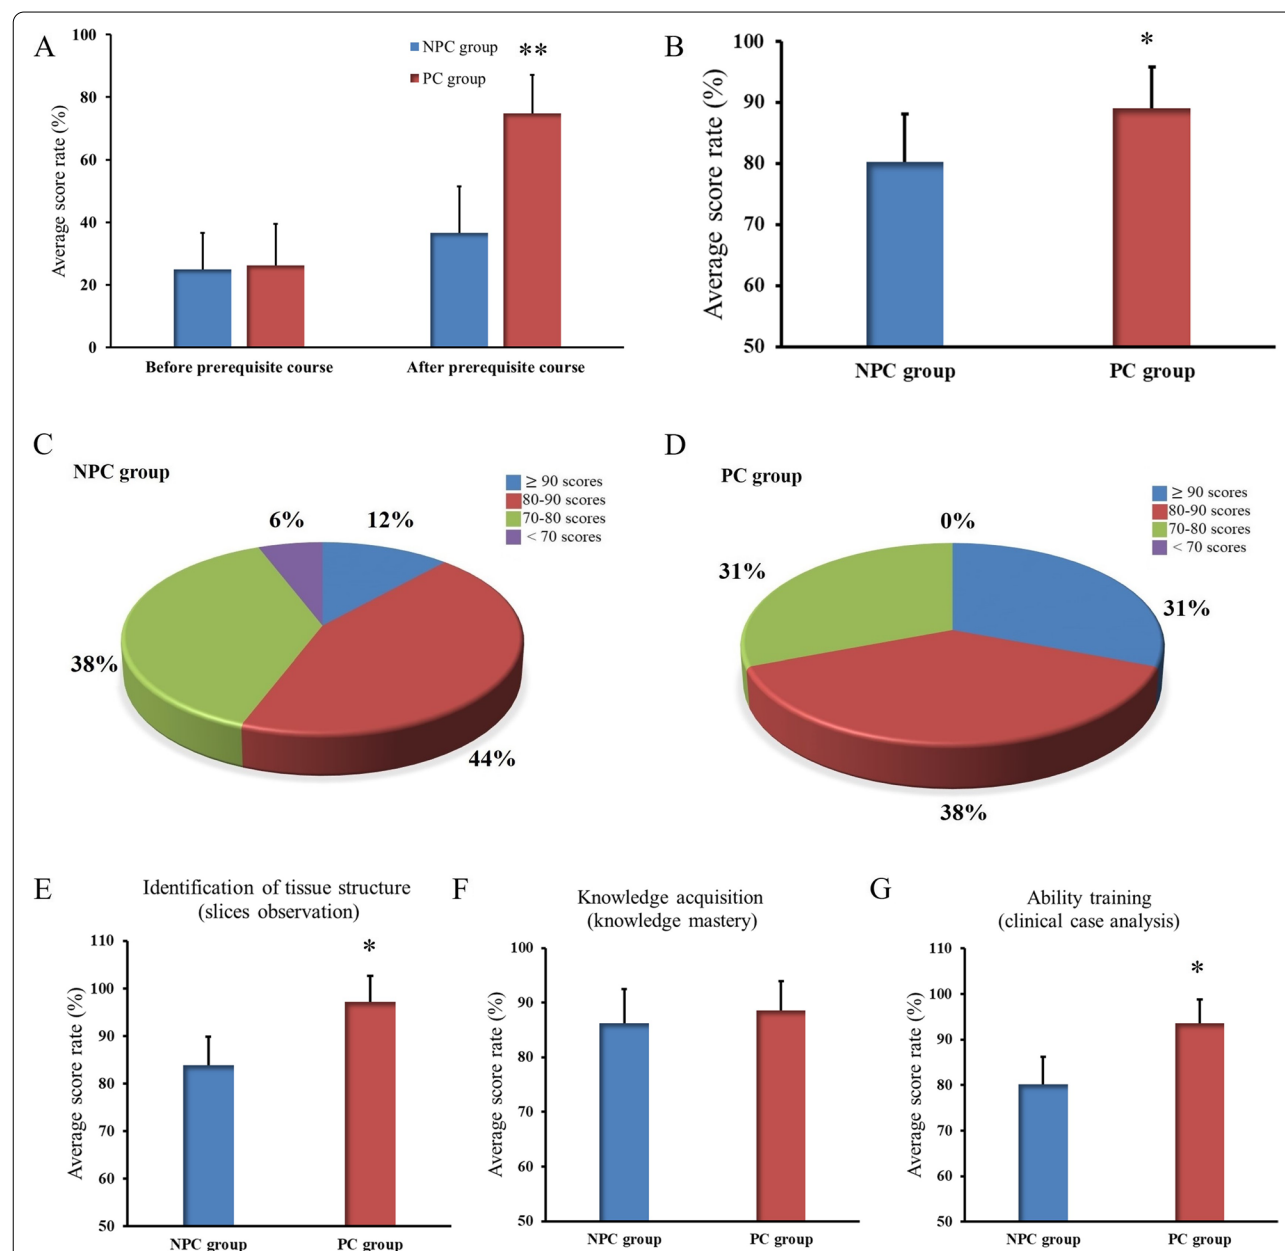 A
100
80
60
40
20
0
Average score rate (%)
NPC group
PC group
**
Before prerequisite course
After prerequisite course
B
100
90
80
70
60
50
Average score rate (%)
*
NPC group
PC group
C
NPC group
≥ 90 scores
80-90 scores
70-80 scores
< 70 scores
6%
12%
38%
44%
D
PC group
≥ 90 scores
80-90 scores
70-80 scores
< 70 scores
0%
31%
31%
38%
E
Identification of tissue structure
(slices observation)
110
100
90
80
70
60
50
Average score rate (%)
*
NPC group
PC group
F
Knowledge acquisition
(knowledge mastery)
100
90
80
70
60
50
Average score rate (%)
NPC group
PC group
G
Ability training
(clinical case analysis)
110
100
90
80
70
60
50
Average score rate (%)
*
NPC group
PC group